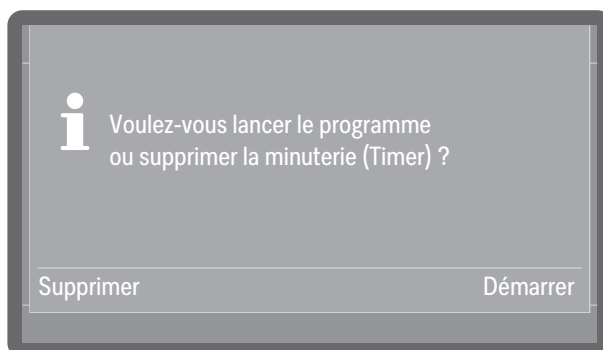 Voulez-vous lancer le programme
ou supprimer la minuterie (Timer) ?
Supprimer Démarrer